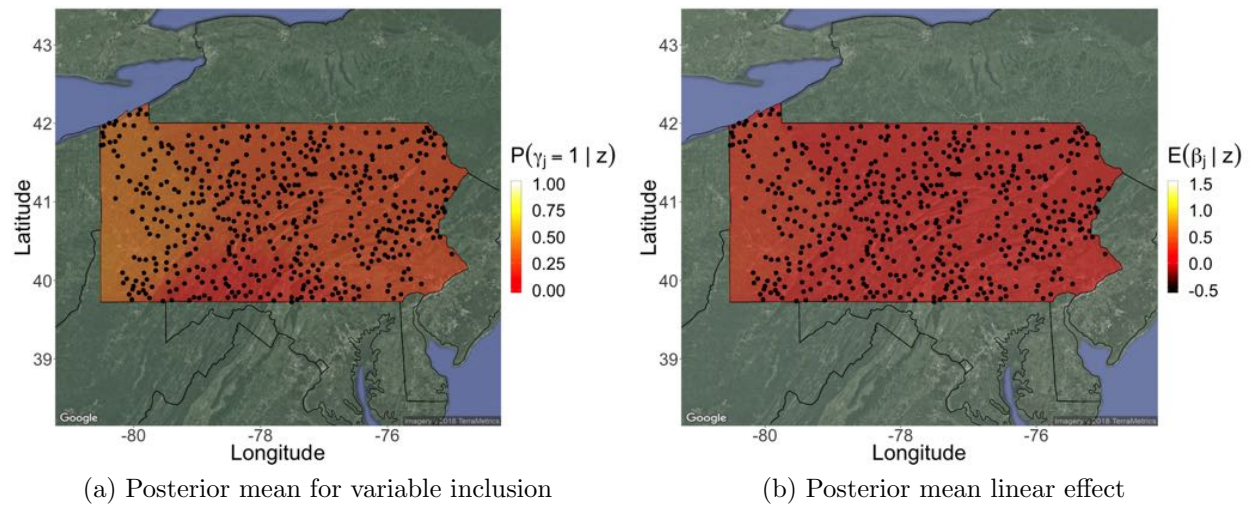 43
42
41
40
39
Latitude
-80
-78
-76
Longitude
Google
Imagery ©2018 TerraMetrics
P(γj = 1 | z)
1.00
0.75
0.50
0.25
0.00
(a) Posterior mean for variable inclusion
43
42
41
40
39
Latitude
-80
-78
-76
Longitude
Google
Imagery ©2018 TerraMetrics
E(βj | z)
1.5
1.0
0.5
0.0
-0.5
(b) Posterior mean linear effect